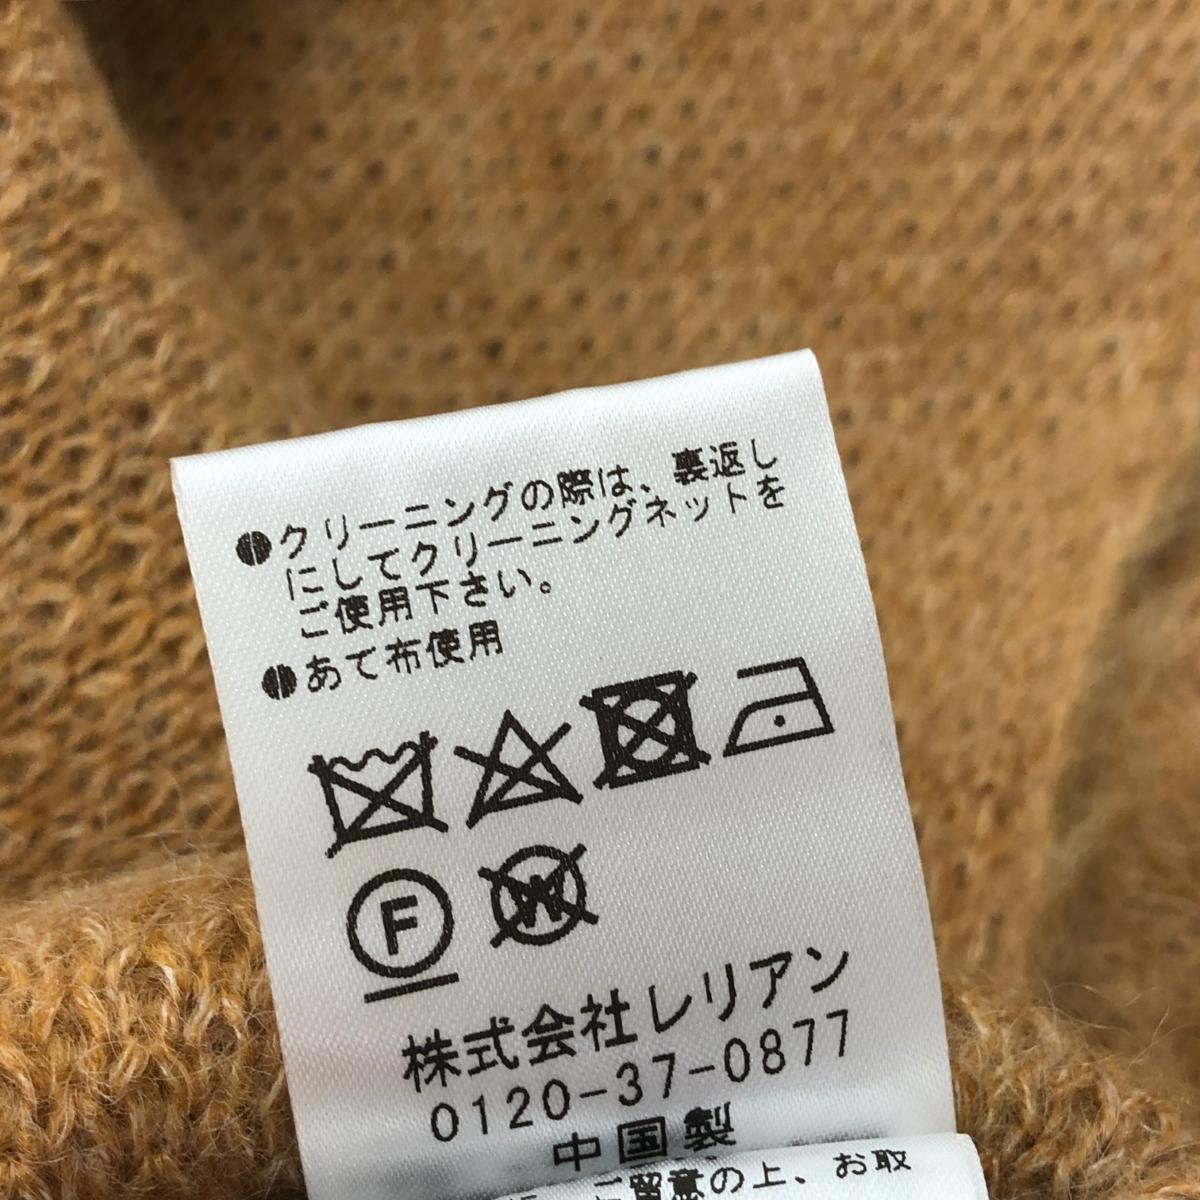 ●クリーニングの際は、裏返し
にしてクリーニングネットを
ご使用下さい。
●あて布使用
F W
株式会社レリアン
0120-37-0877
中国製
ご留意の上、お取